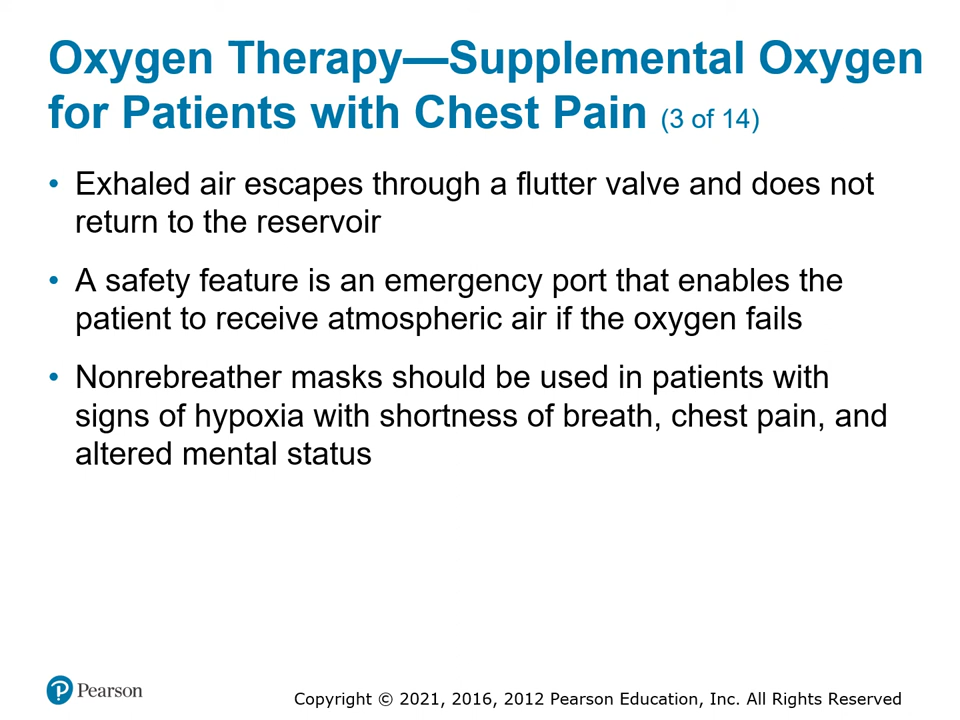 Oxygen Therapy—Supplemental Oxygen
for Patients with Chest Pain (3 of 14)
• Exhaled air escapes through a flutter valve and does not
return to the reservoir
• A safety feature is an emergency port that enables the
patient to receive atmospheric air if the oxygen fails
• Nonrebreather masks should be used in patients with
signs of hypoxia with shortness of breath, chest pain, and
altered mental status
Pearson
Copyright © 2021, 2016, 2012 Pearson Education, Inc. All Rights Reserved